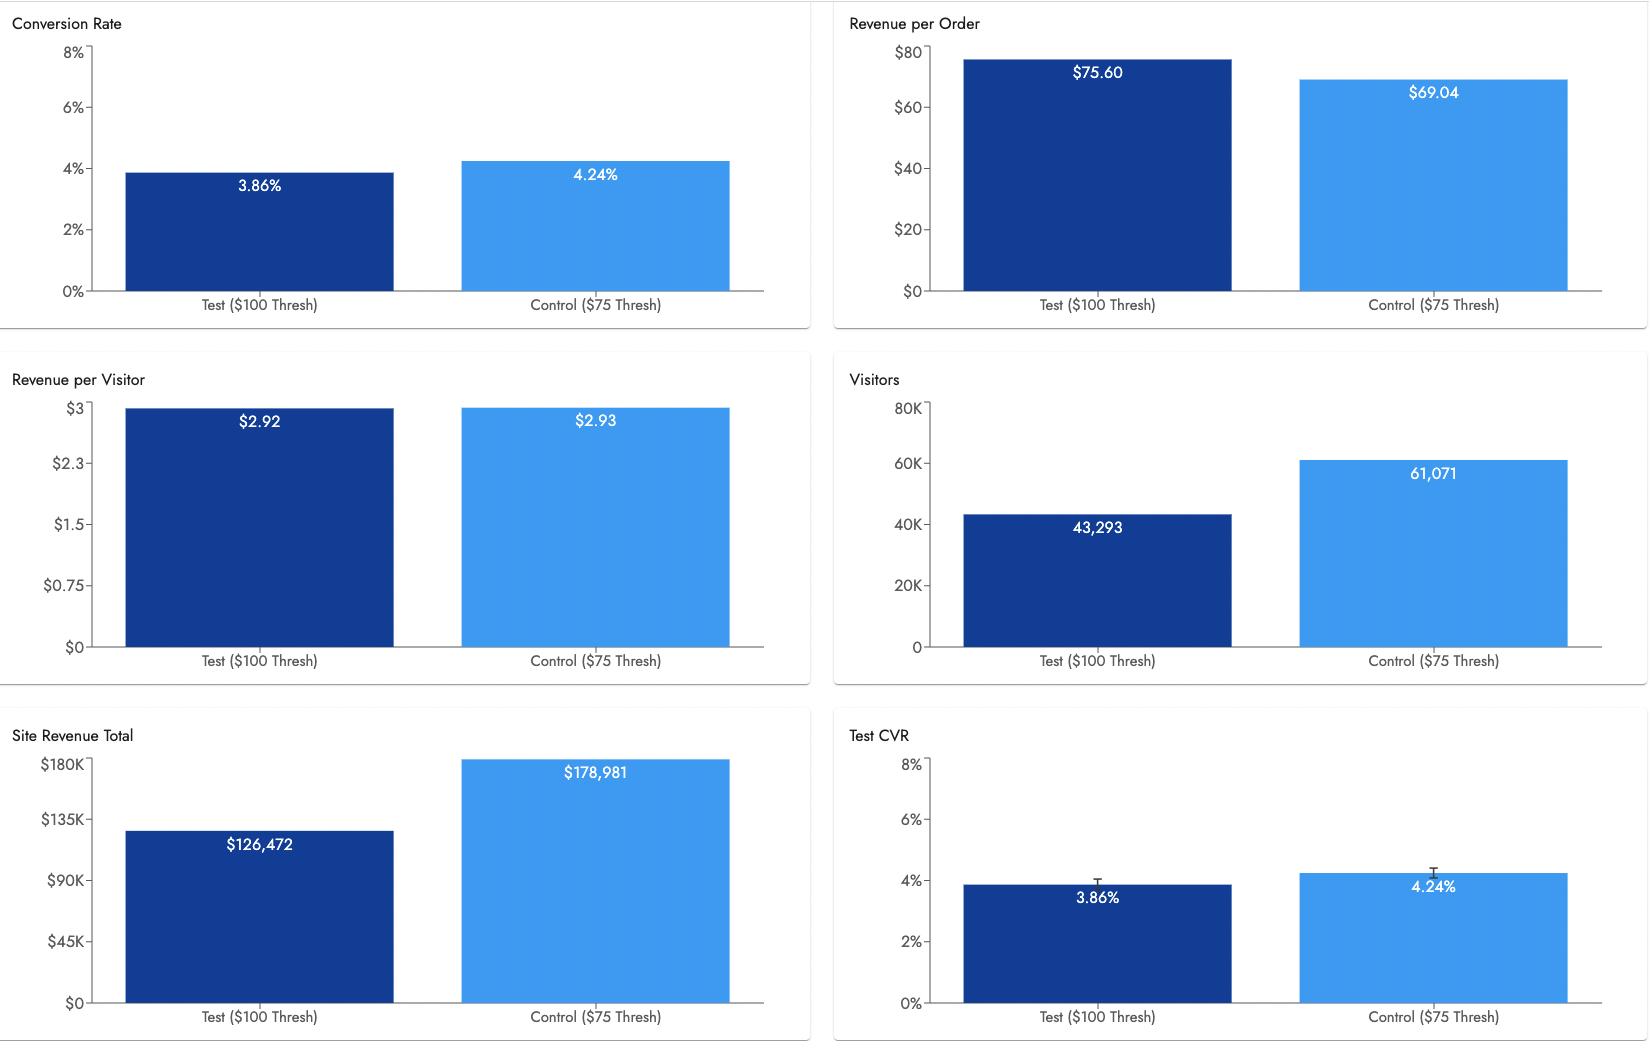 Conversion Rate
8%
6%
4%
2%
0%
3.86%
4.24%
Test ($100 Thresh)
Control ($75 Thresh)
Revenue per Order
$80
$60
$40
$20
$0
$75.60
$69.04
Test ($100 Thresh)
Control ($75 Thresh)
Revenue per Visitor
$3
$2.3
$1.5
$0.75
$0
$2.92
$2.93
Test ($100 Thresh)
Control ($75 Thresh)
Visitors
80K
60K
40K
20K
0
43,293
61,071
Test ($100 Thresh)
Control ($75 Thresh)
Site Revenue Total
$180K
$135K
$90K
$45K
$0
$126,472
$178,981
Test ($100 Thresh)
Control ($75 Thresh)
Test CVR
8%
6%
4%
2%
0%
3.86%
4.24%
Test ($100 Thresh)
Control ($75 Thresh)